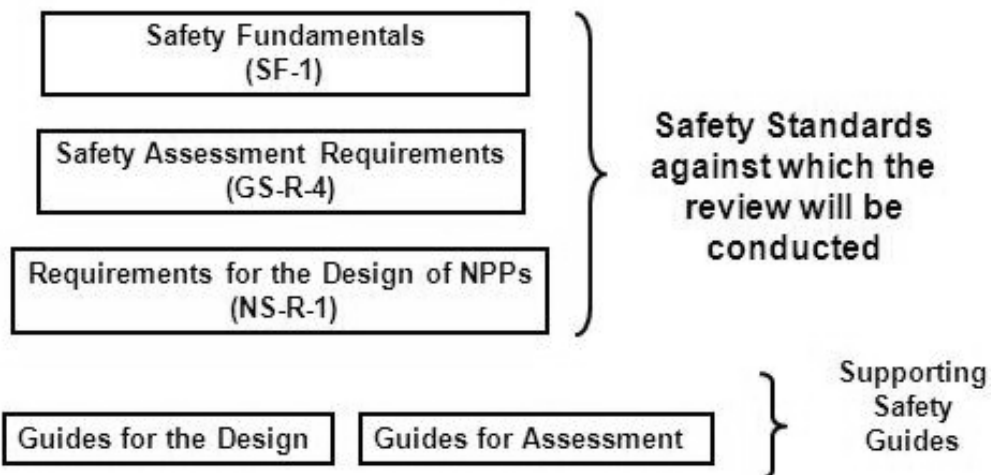 Safety Fundamentals
(SF-1)
Safety Assessment Requirements
(GS-R-4)
Requirements for the Design of NPPs
(NS-R-1)
Safety Standards
against which the
review will be
conducted
Guides for the Design
Guides for Assessment
Supporting
Safety
Guides